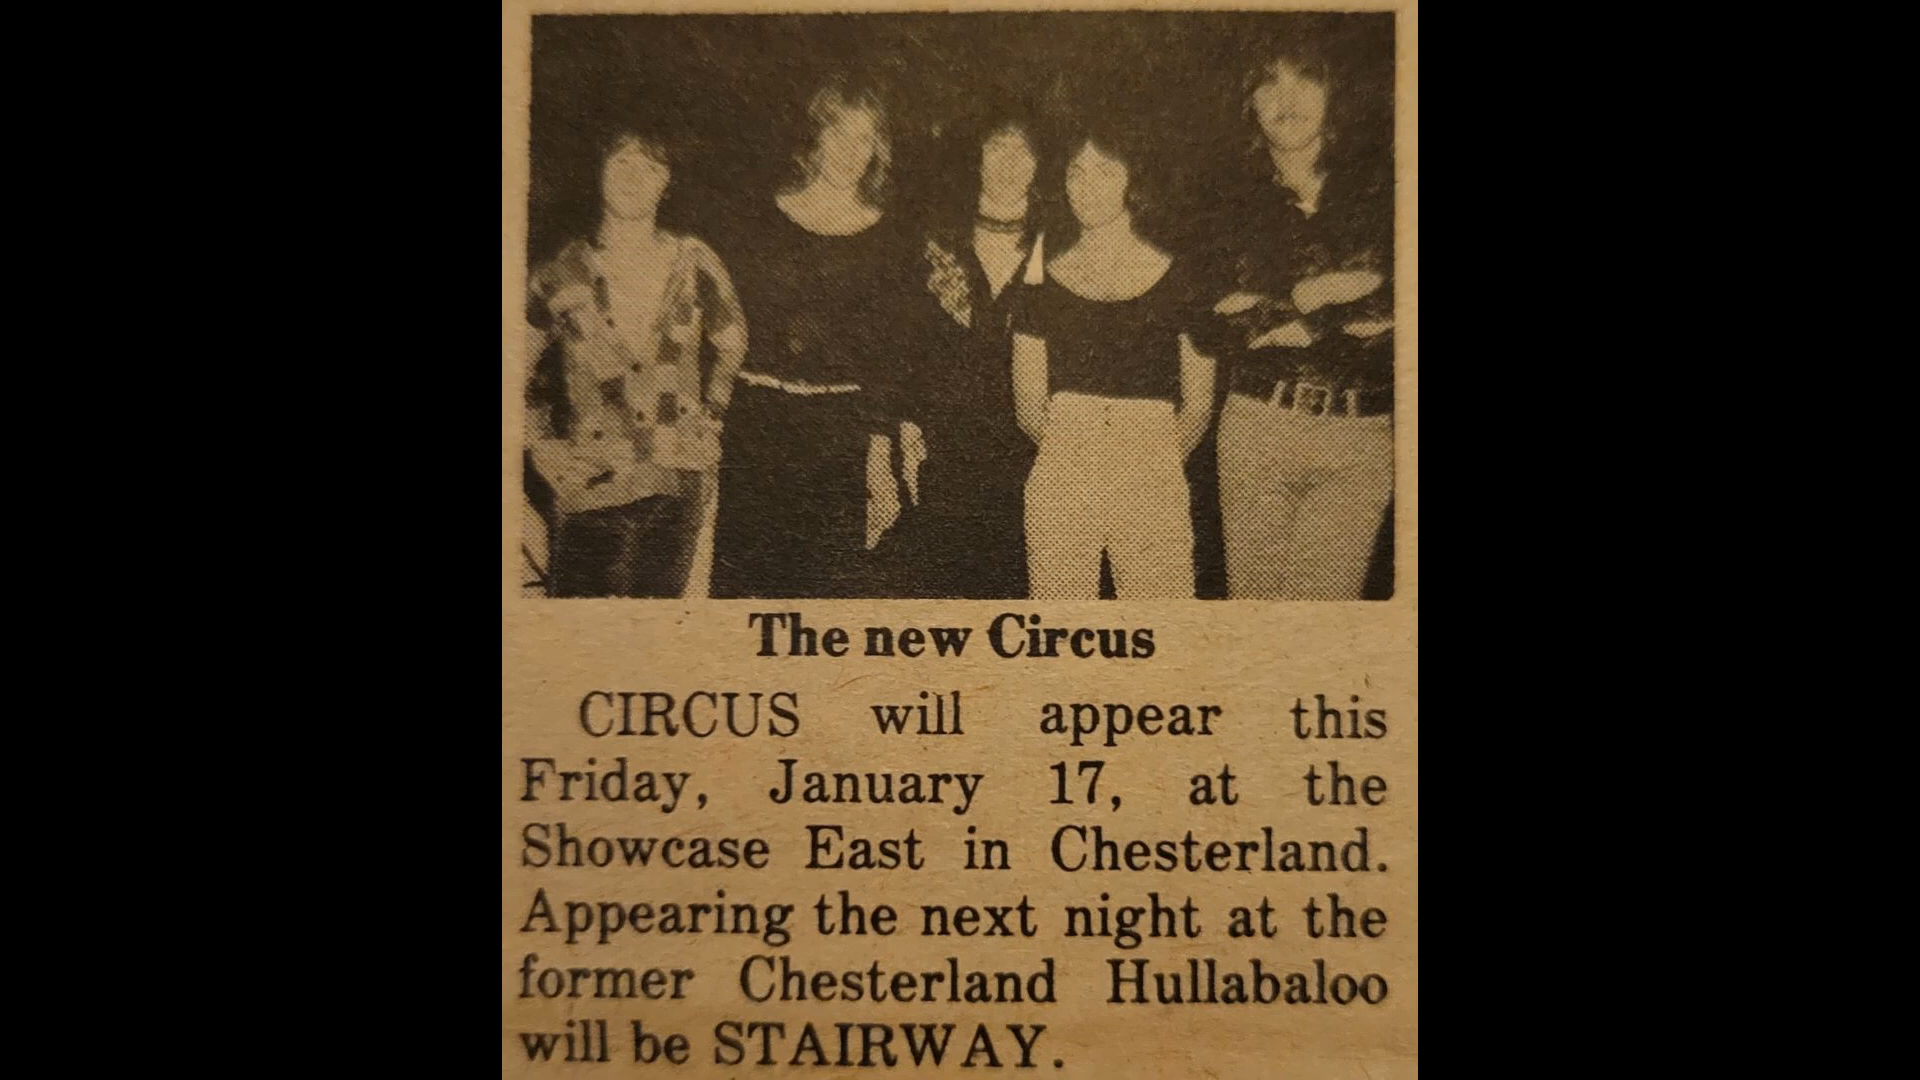 The new Circus
CIRCUS will appear this
Friday, January 17, at the
Showcase East in Chesterland.
Appearing the next night at the
former Chesterland Hullabaloo
will be STAIRWAY.